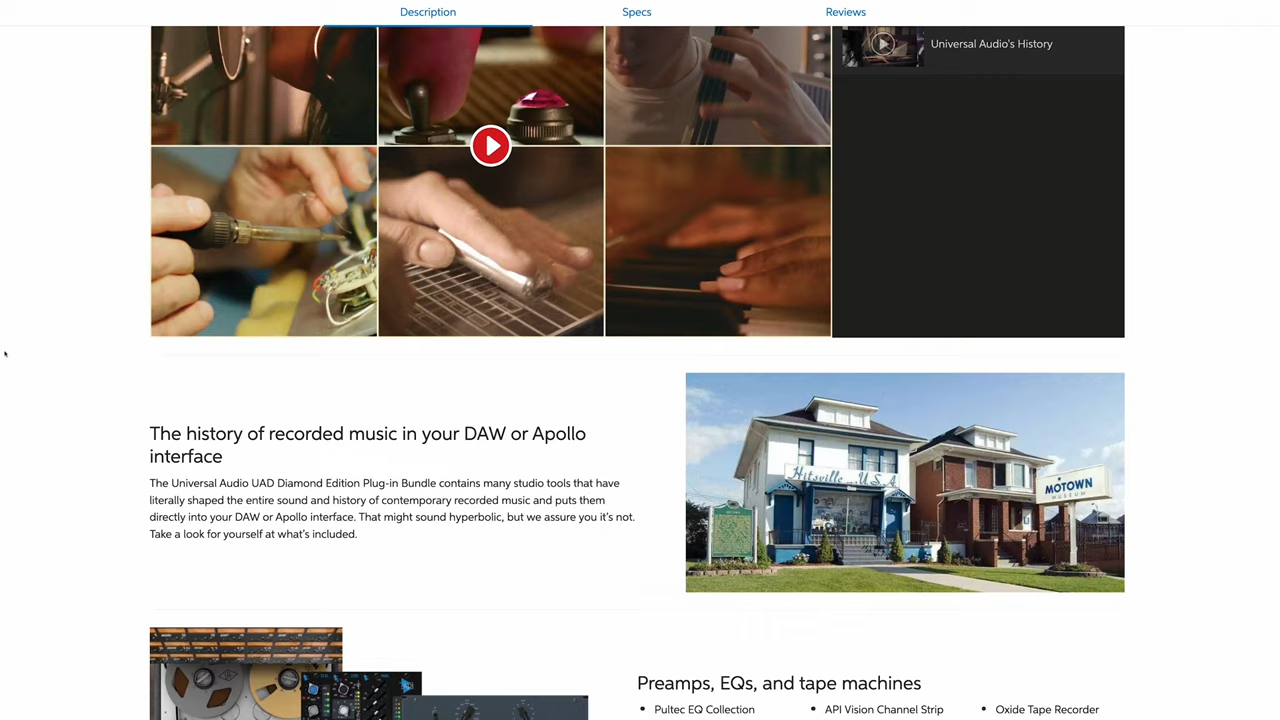 Description
Specs
Reviews
Universal Audio's History
The history of recorded music in your DAW or Apollo
interface
The Universal Audio UAD Diamond Edition Plug-in Bundle contains many studio tools that have
literally shaped the entire sound and history of contemporary recorded music and puts them
directly into your DAW or Apollo interface. That might sound hyperbolic, but we assure you it's not.
Take a look for yourself at what's included.
Hitsville U.S.A
MOTOWN
MUSEUM
Preamps, EQs, and tape machines
• Pultec EQ Collection
• API Vision Channel Strip
• Oxide Tape Recorder